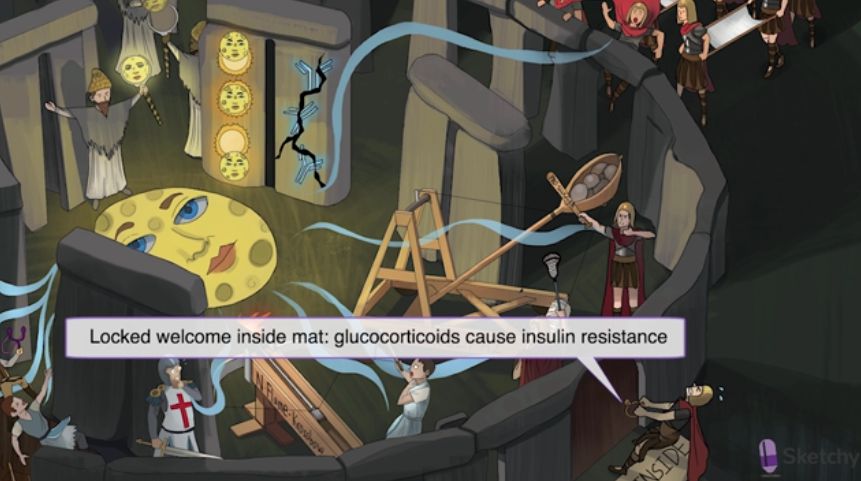 Locked welcome inside mat: glucocorticoids cause insulin resistance
INSIDE
Sketchy